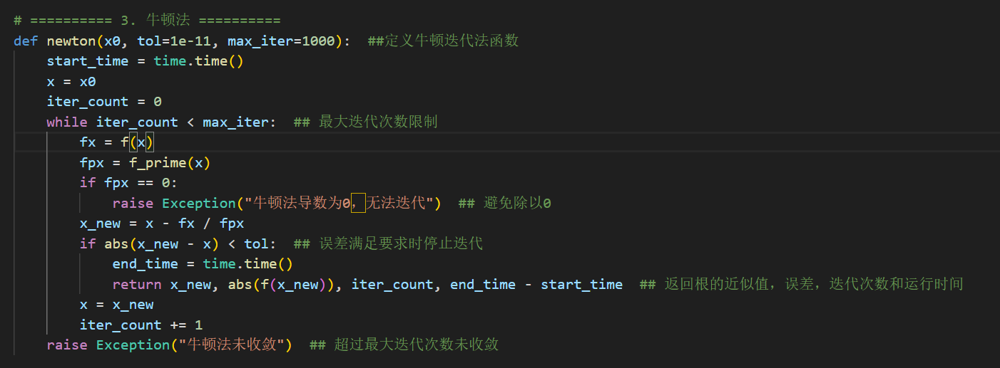 # ========== 3. 牛顿法 ==========
def newton(x0, tol=1e-11, max_iter=1000):  ##定义牛顿迭代法函数
    start_time = time.time()
    x = x0
    iter_count = 0
    while iter_count < max_iter:  ## 最大迭代次数限制
        fx = f(x)
        fpx = f_prime(x)
        if fpx == 0:
            raise Exception("牛顿法导数为0，无法迭代")  ## 避免除以0
        x_new = x - fx / fpx
        if abs(x_new - x) < tol:  ## 误差满足要求时停止迭代
            end_time = time.time()
            return x_new, abs(f(x_new)), iter_count, end_time - start_time  ## 返回根的近似值，误差，迭代次数和运行时间
        x = x_new
        iter_count += 1
    raise Exception("牛顿法未收敛")  ## 超过最大迭代次数未收敛